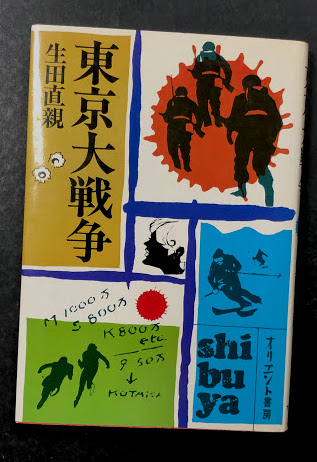 東京大戦争
生田直親
M 1000万
S 800万
K 800万
etc.
950万
↓
shi
bu
ya
オリエント書房